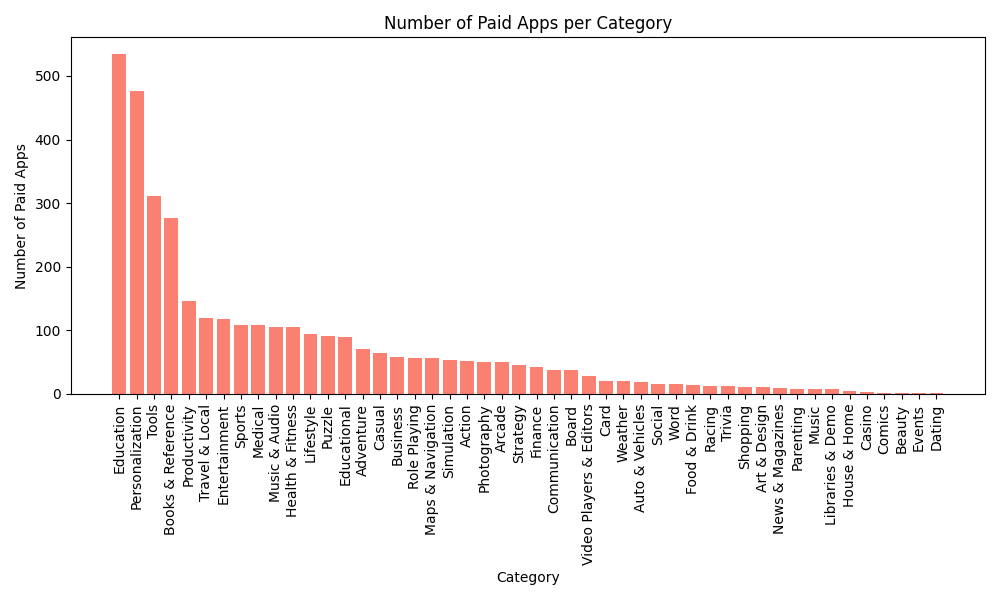 Number of Paid Apps per Category
Number of Paid Apps
500
400
300
200
100
0
Education
Personalization
Tools
Books & Reference
Productivity
Travel & Local
Entertainment
Sports
Medical
Music & Audio
Health & Fitness
Lifestyle
Puzzle
Educational
Adventure
Casual
Business
Role Playing
Maps & Navigation
Simulation
Action
Photography
Arcade
Strategy
Finance
Communication
Board
Video Players & Editors
Card
Weather
Auto & Vehicles
Social
Word
Food & Drink
Racing
Trivia
Shopping
Art & Design
News & Magazines
Parenting
Music
Libraries & Demo
House & Home
Casino
Comics
Beauty
Events
Dating
Category